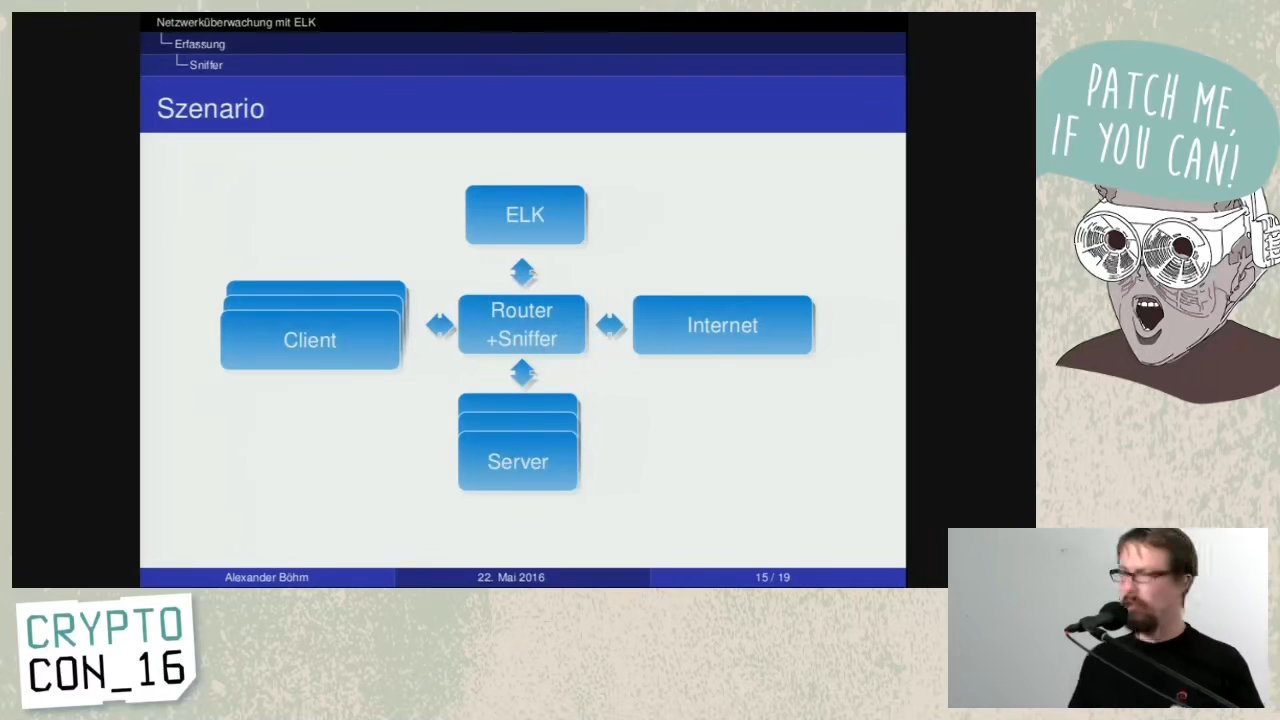 Netzwerküberwachung mit ELK
Erfassung
Sniffer
Szenario
ELK
Client
Router
+Sniffer
Internet
Server
Alexander Böhm
22. Mai 2016
15 / 19
PATCH ME,
IF YOU CAN!
CRYPTO
CON_16